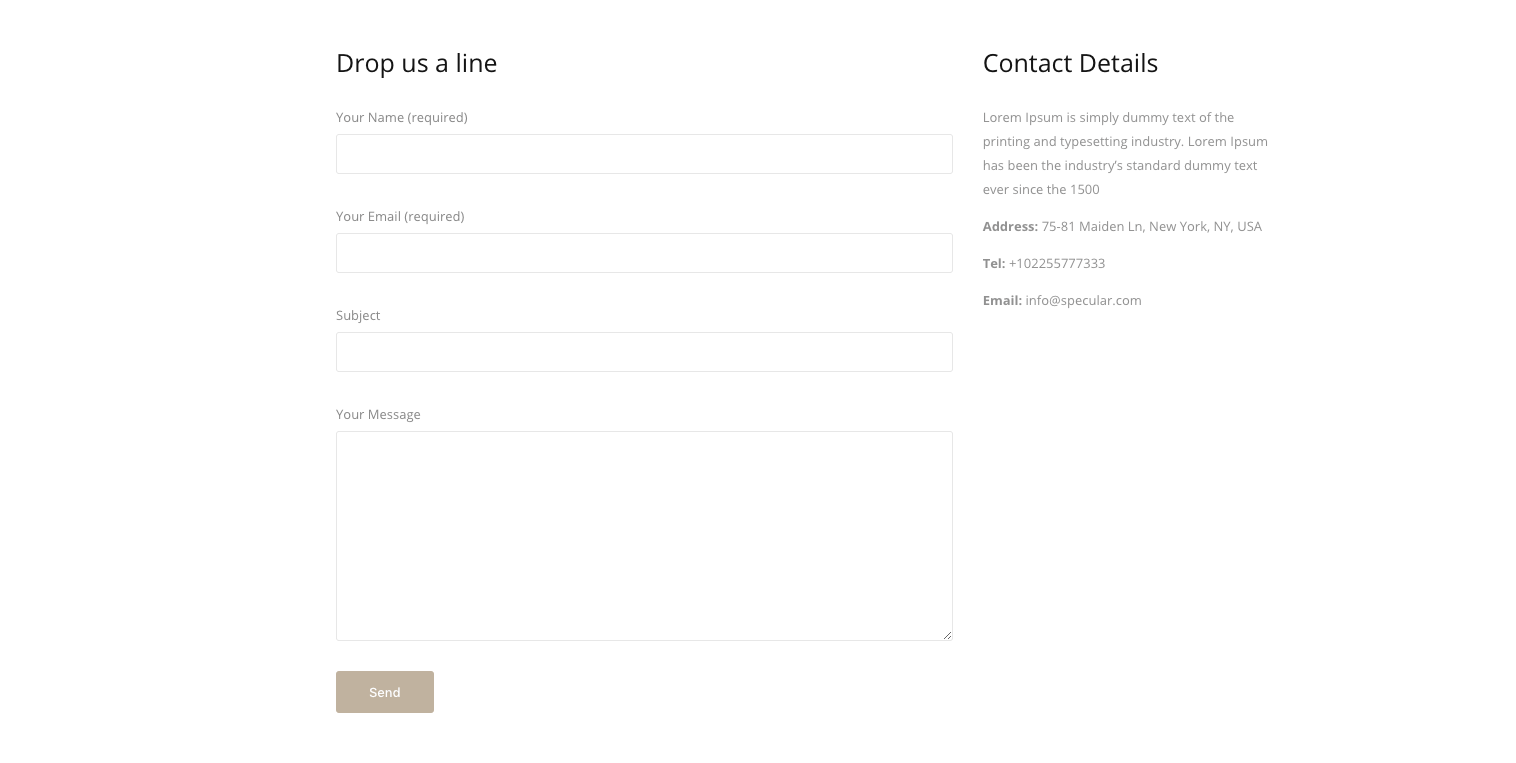 Drop us a line
Your Name (required)
Your Email (required)
Subject
Your Message
Send
Contact Details
Lorem Ipsum is simply dummy text of the
printing and typesetting industry. Lorem Ipsum
has been the industry's standard dummy text
ever since the 1500
Address: 75-81 Maiden Ln, New York, NY, USA
Tel: +102255777333
Email: info@specular.com